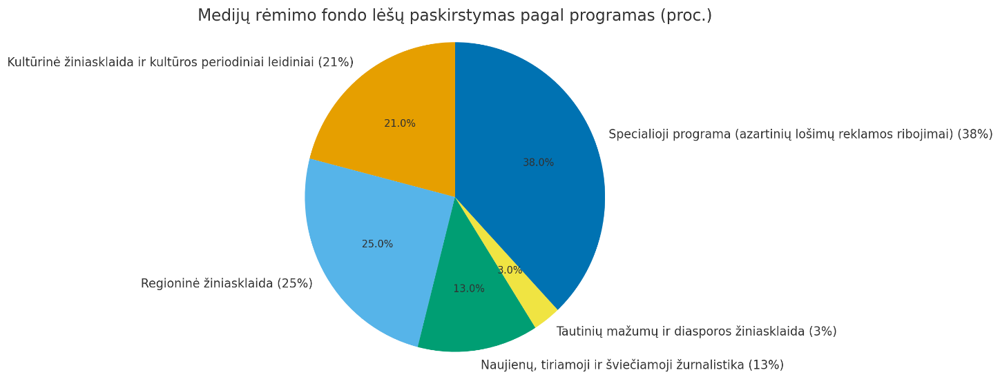 Medijų rėmimo fondo lėšų paskirstymas pagal programas (proc.)
Kultūrinė žiniasklaida ir kultūros periodiniai leidiniai (21%)
21.0%
Specialioji programa (azartinių lošimų reklamos ribojimai) (38%)
38.0%
25.0%
Regioninė žiniasklaida (25%)
3.0%
13.0%
Tautinių mažumų ir diasporos žiniasklaida (3%)
Naujienų, tiriamoji ir šviečiamoji žurnalistika (13%)